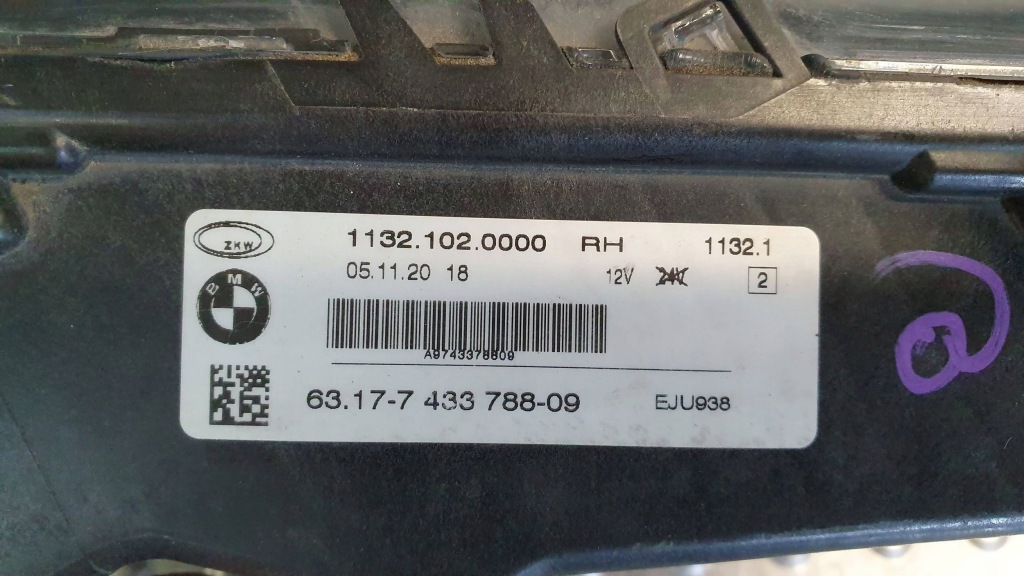 ZKW
1132.102.0000 RH 1132.1
05.11.20 18 12V 24V 2
BMW
A9743378809
63.17-7 433 788-09 EJU938